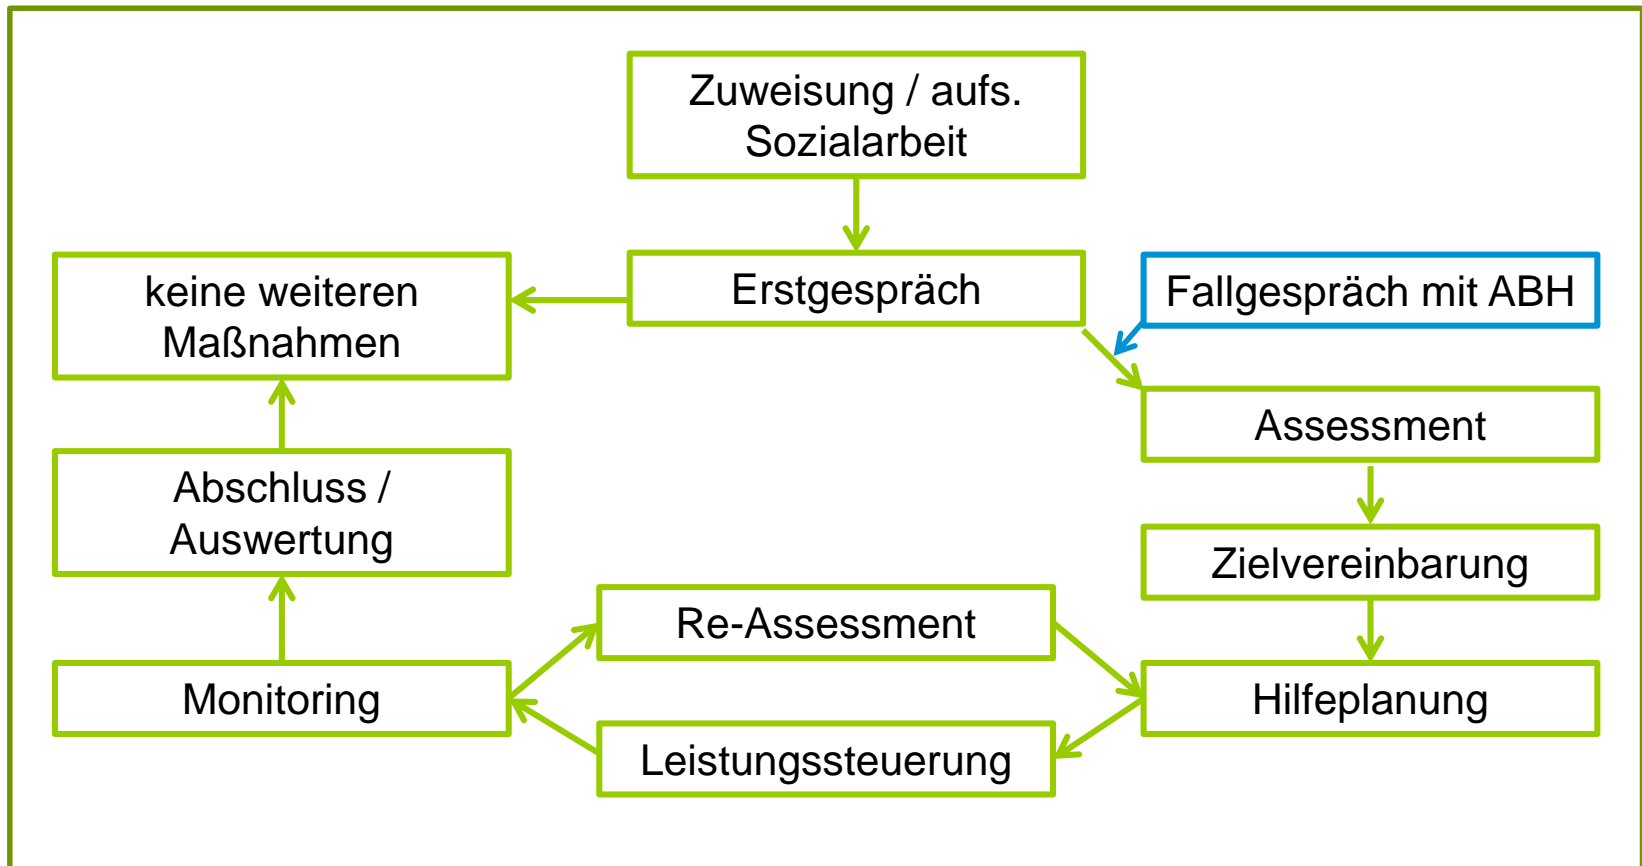 Zuweisung / aufs.
Sozialarbeit
keine weiteren
Maßnahmen
Erstgespräch
Fallgespräch mit ABH
Assessment
Abschluss /
Auswertung
Zielvereinbarung
Re-Assessment
Monitoring
Hilfeplanung
Leistungssteuerung